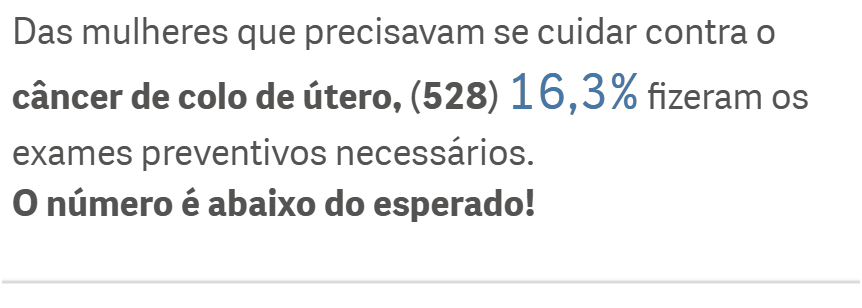 Das mulheres que precisavam se cuidar contra o
câncer de colo de útero, (528) 16,3% fizeram os
exames preventivos necessários.
O número é abaixo do esperado!